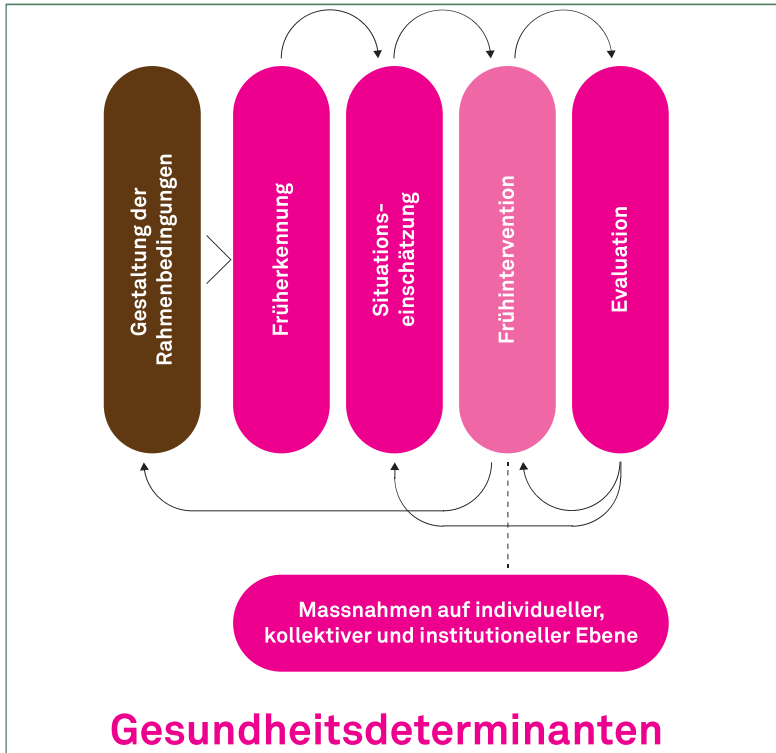 Gestaltung der
Rahmenbedingungen
Früherkennung
Situations-
einschätzung
Frühintervention
Evaluation
Massnahmen auf individueller,
kollektiver und institutioneller Ebene
Gesundheitsdeterminanten